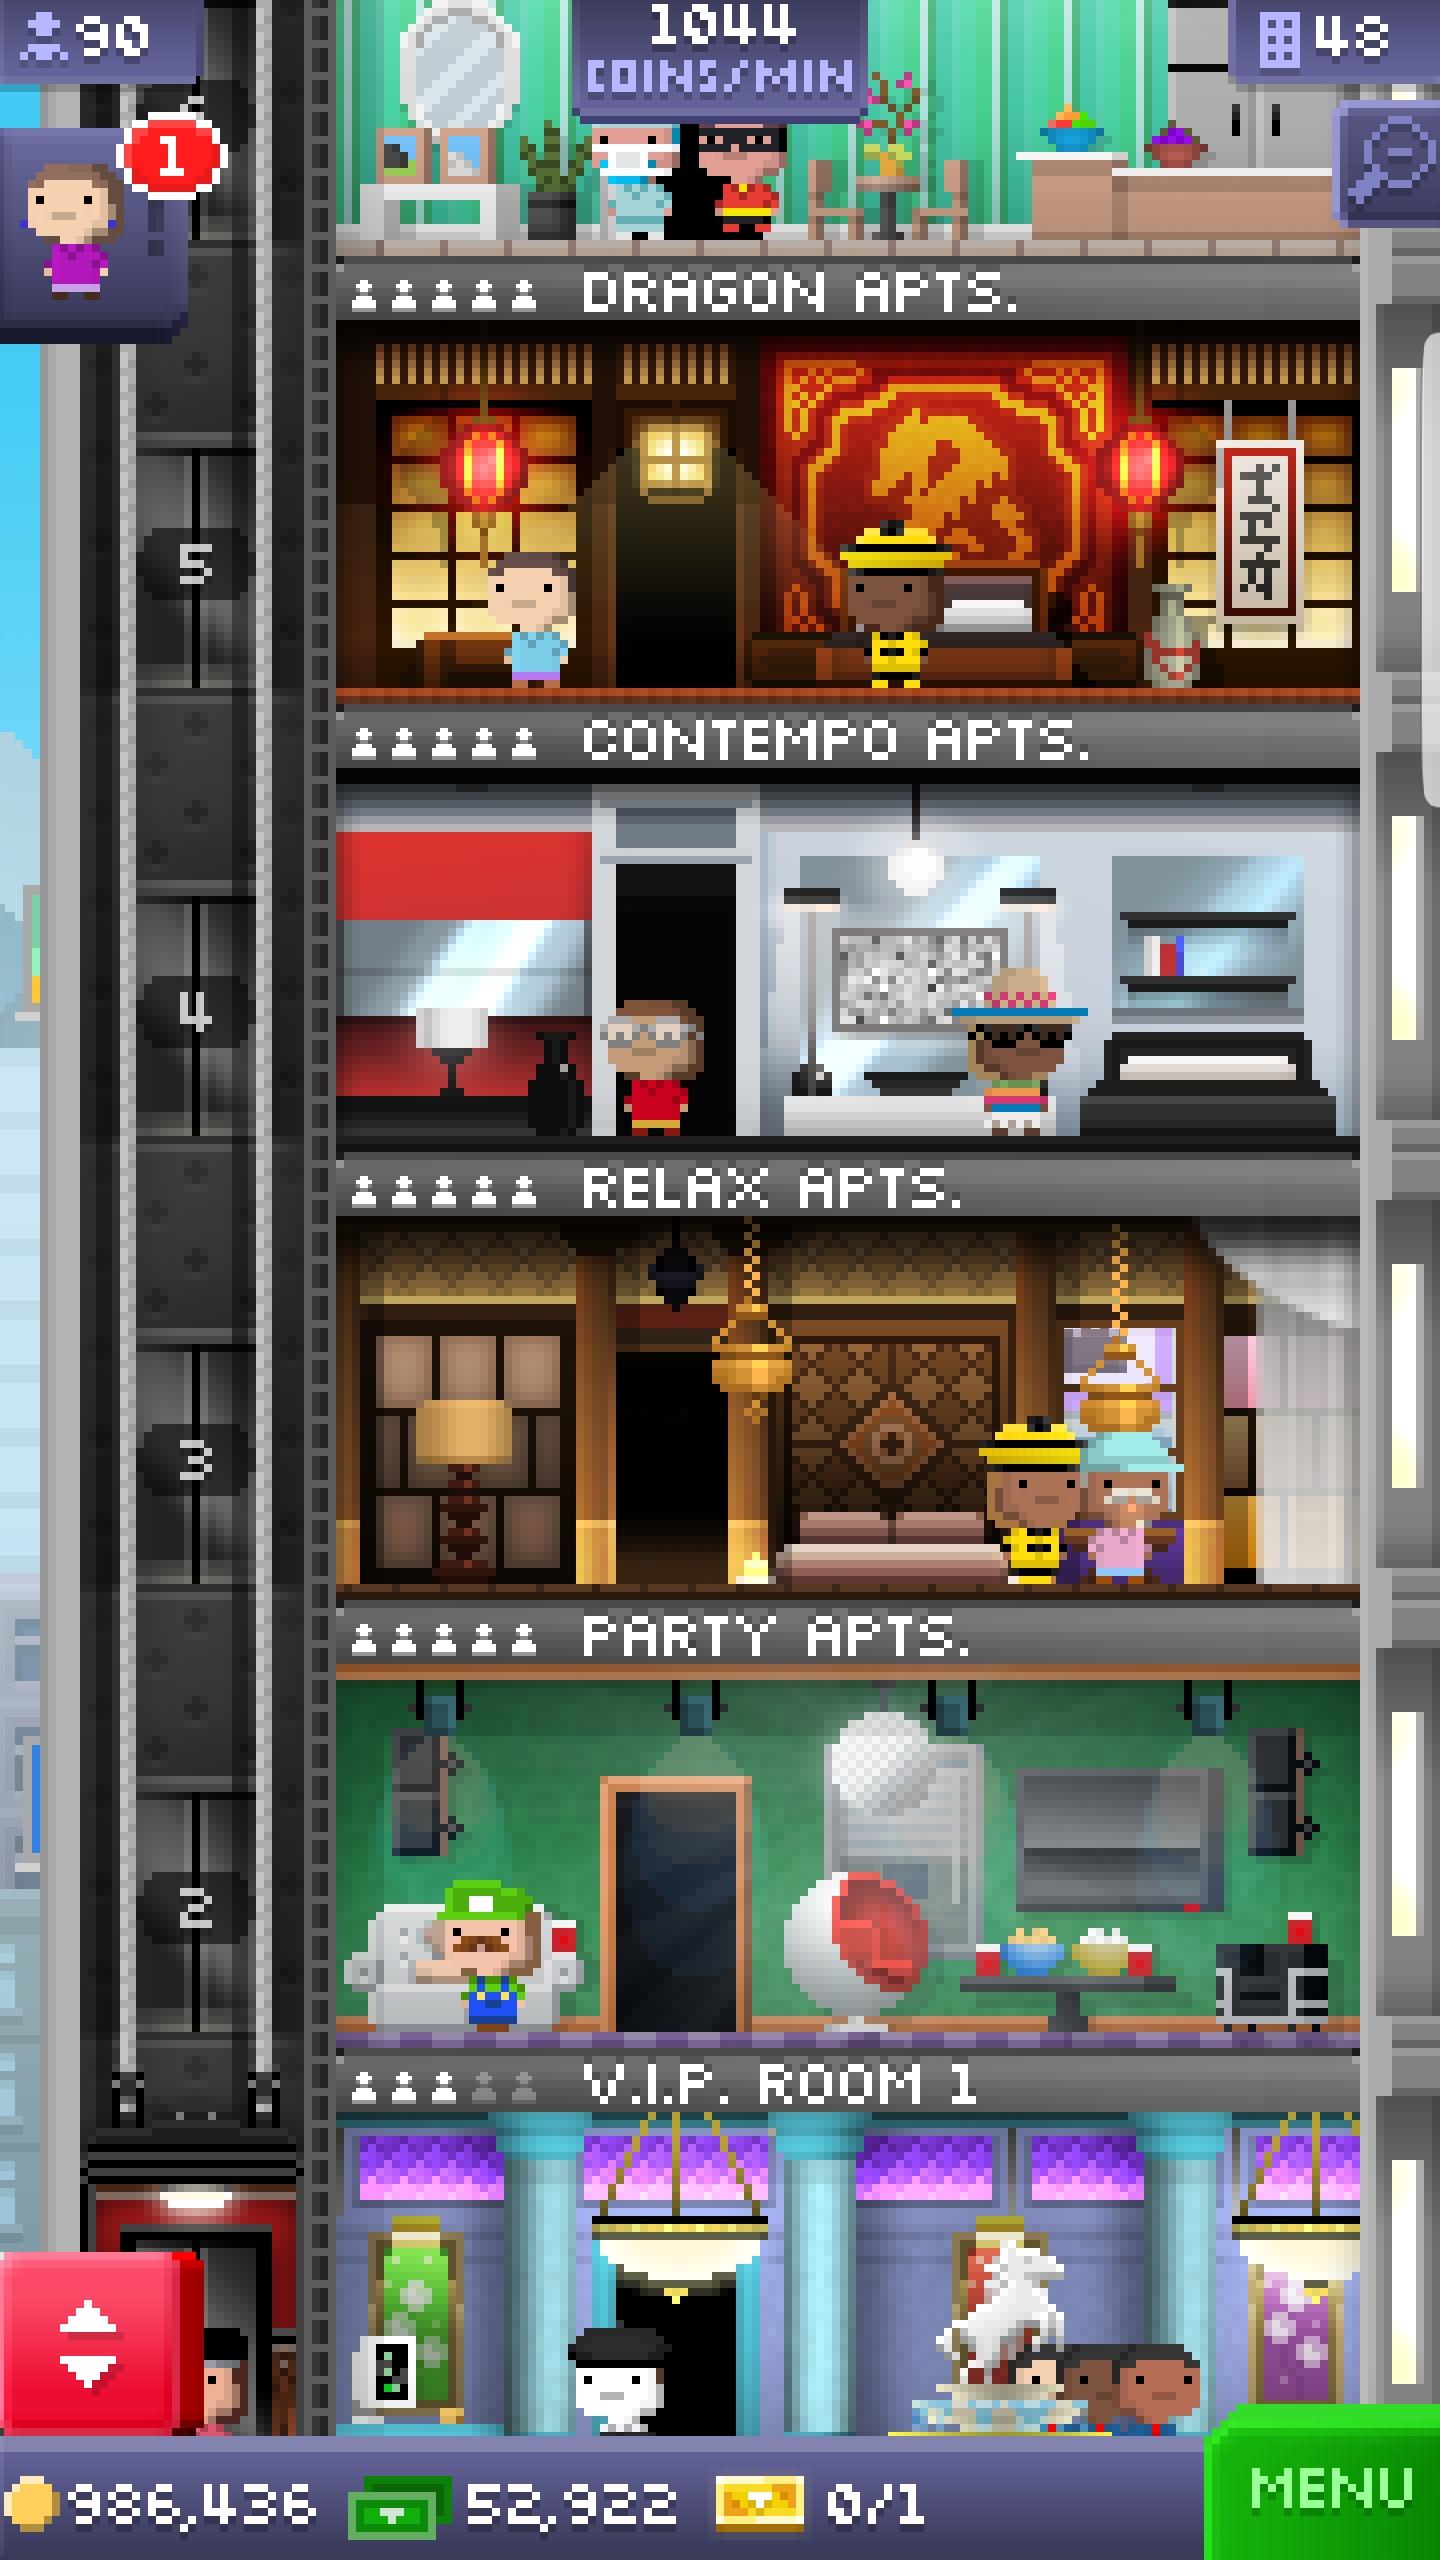 90
1044
COINS/MIN
48
1
DRAGON APTS.
5
CONTEMPO APTS.
4
RELAX APTS.
3
PARTY APTS.
2
V.I.P. ROOM 1
986,436
52,922
0/1
MENU